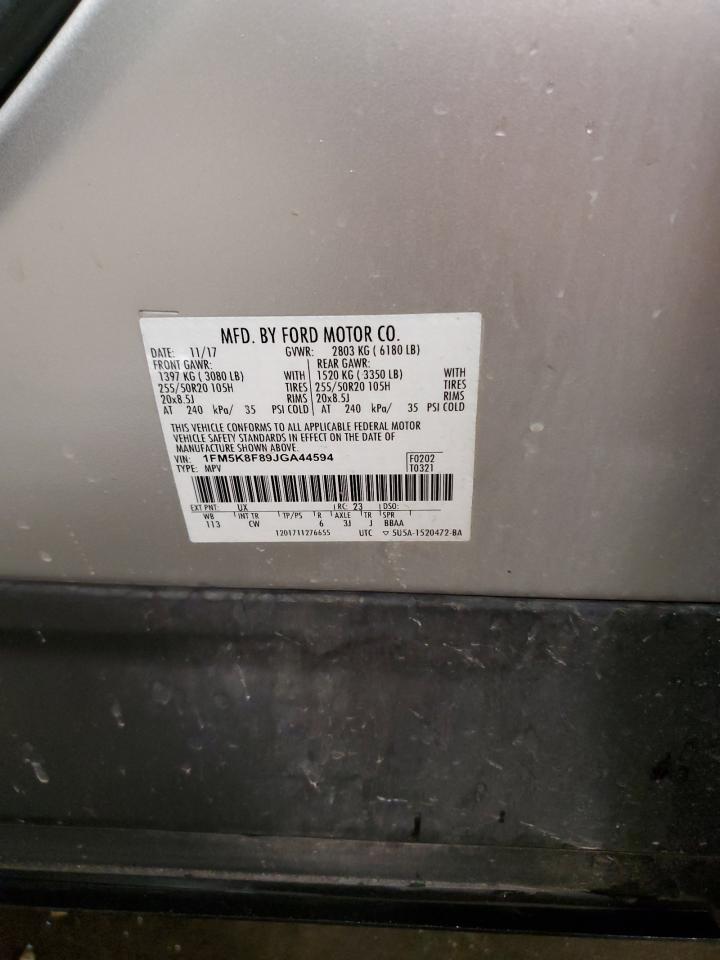 MFD. BY FORD MOTOR CO.
DATE: 11/17 GVWR: 2803 KG ( 6180 LB)
FRONT GAWR: REAR GAWR:
1397 KG ( 3080 LB) WITH 1520 KG ( 3350 LB) WITH
255/50R20 105H TIRES 255/50R20 105H TIRES
20x8.5J RIMS 20x8.5J RIMS
AT 240 kPa/ 35 PSI COLD AT 240 kPa/ 35 PSI COLD
THIS VEHICLE CONFORMS TO ALL APPLICABLE FEDERAL MOTOR
VEHICLE SAFETY STANDARDS IN EFFECT ON THE DATE OF
MANUFACTURE SHOWN ABOVE.
VIN: 1FM5K8F89JGA44594 F0202
TYPE: MPV T0321
EXT PNT: UX RC: 23 DSO:
WB INT TR TP/PS R AXLE TR SPR
113 CW 6 3J J BBAA
1201711276655 UTC ▽ 5U5A-1520472-BA